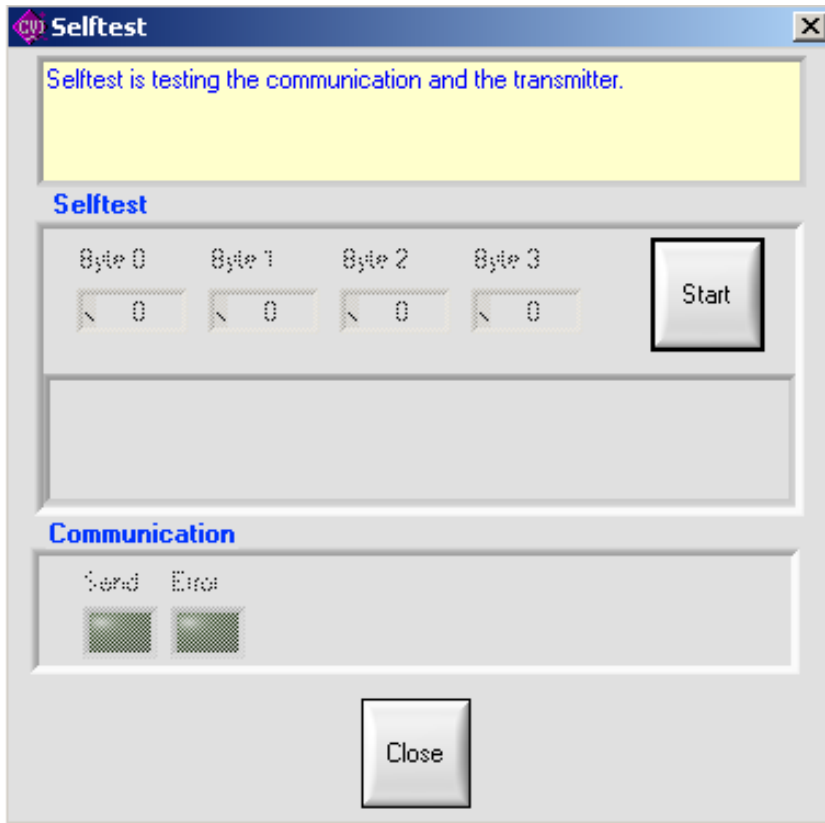 CVI Selftest
Selftest is testing the communication and the transmitter.
Selftest
Byte 0 Byte 1 Byte 2 Byte 3
0 0 0 0
Start
Communication
Send Error
Close